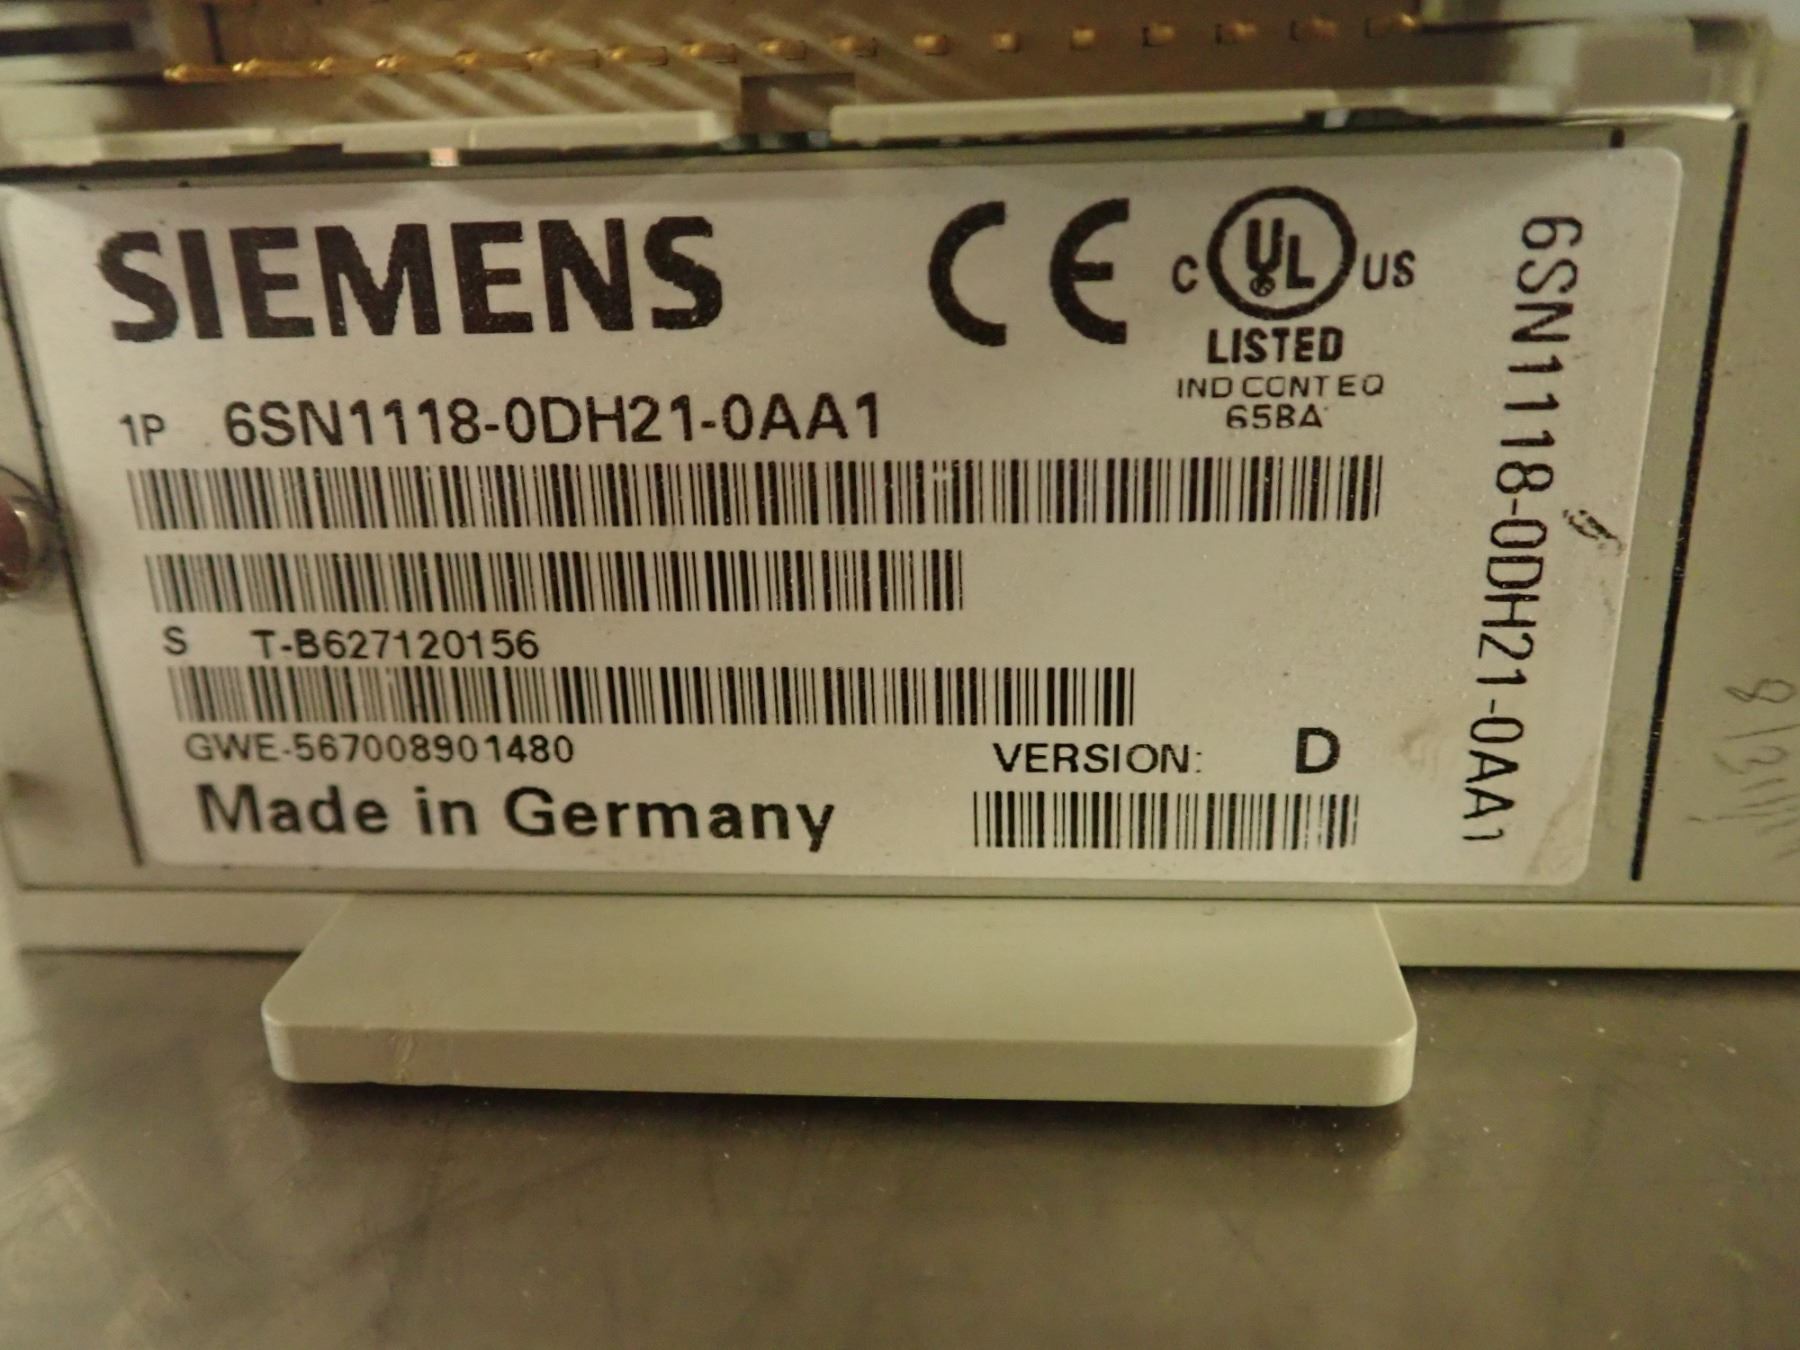 SIEMENS
CE
C UL US
LISTED
IND CONT EQ
65BA
1P 6SN1118-0DH21-0AA1
S T-B627120156
GWE-567008901480
VERSION: D
Made in Germany
6SN1118-0DH21-0AA1